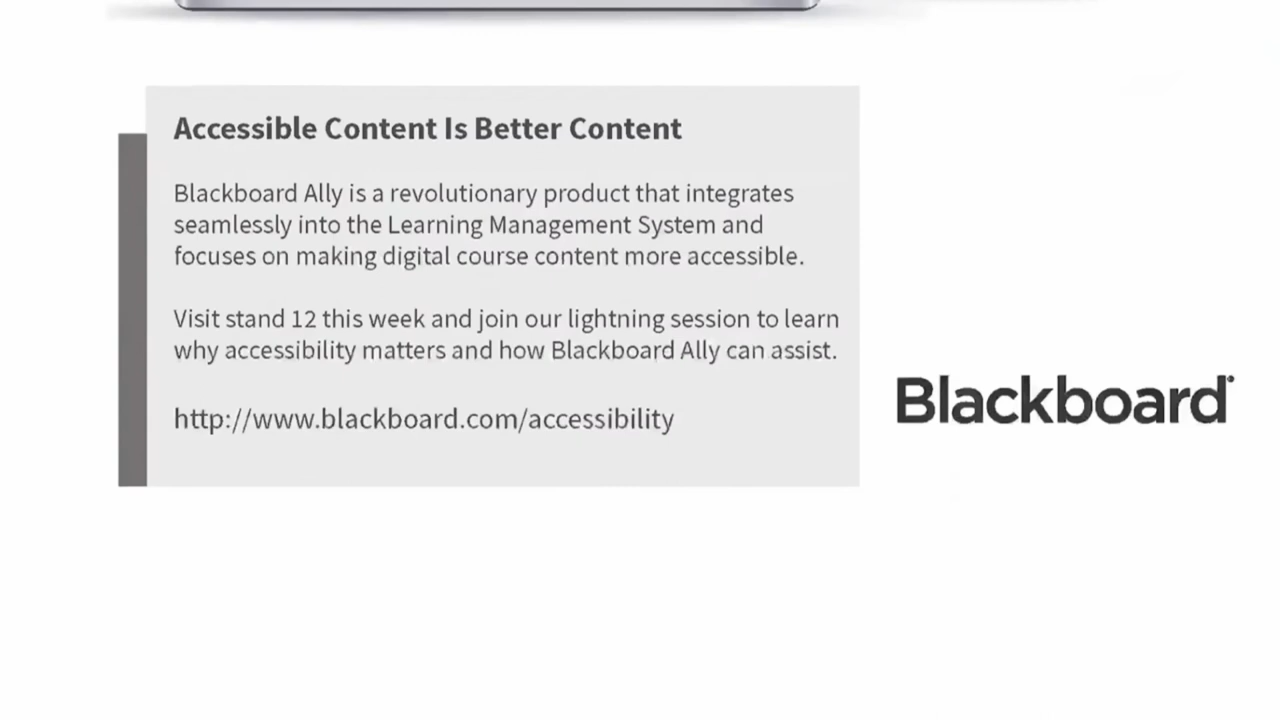 Accessible Content Is Better Content
Blackboard Ally is a revolutionary product that integrates
seamlessly into the Learning Management System and
focuses on making digital course content more accessible.
Visit stand 12 this week and join our lightning session to learn
why accessibility matters and how Blackboard Ally can assist.
http://www.blackboard.com/accessibility
Blackboard